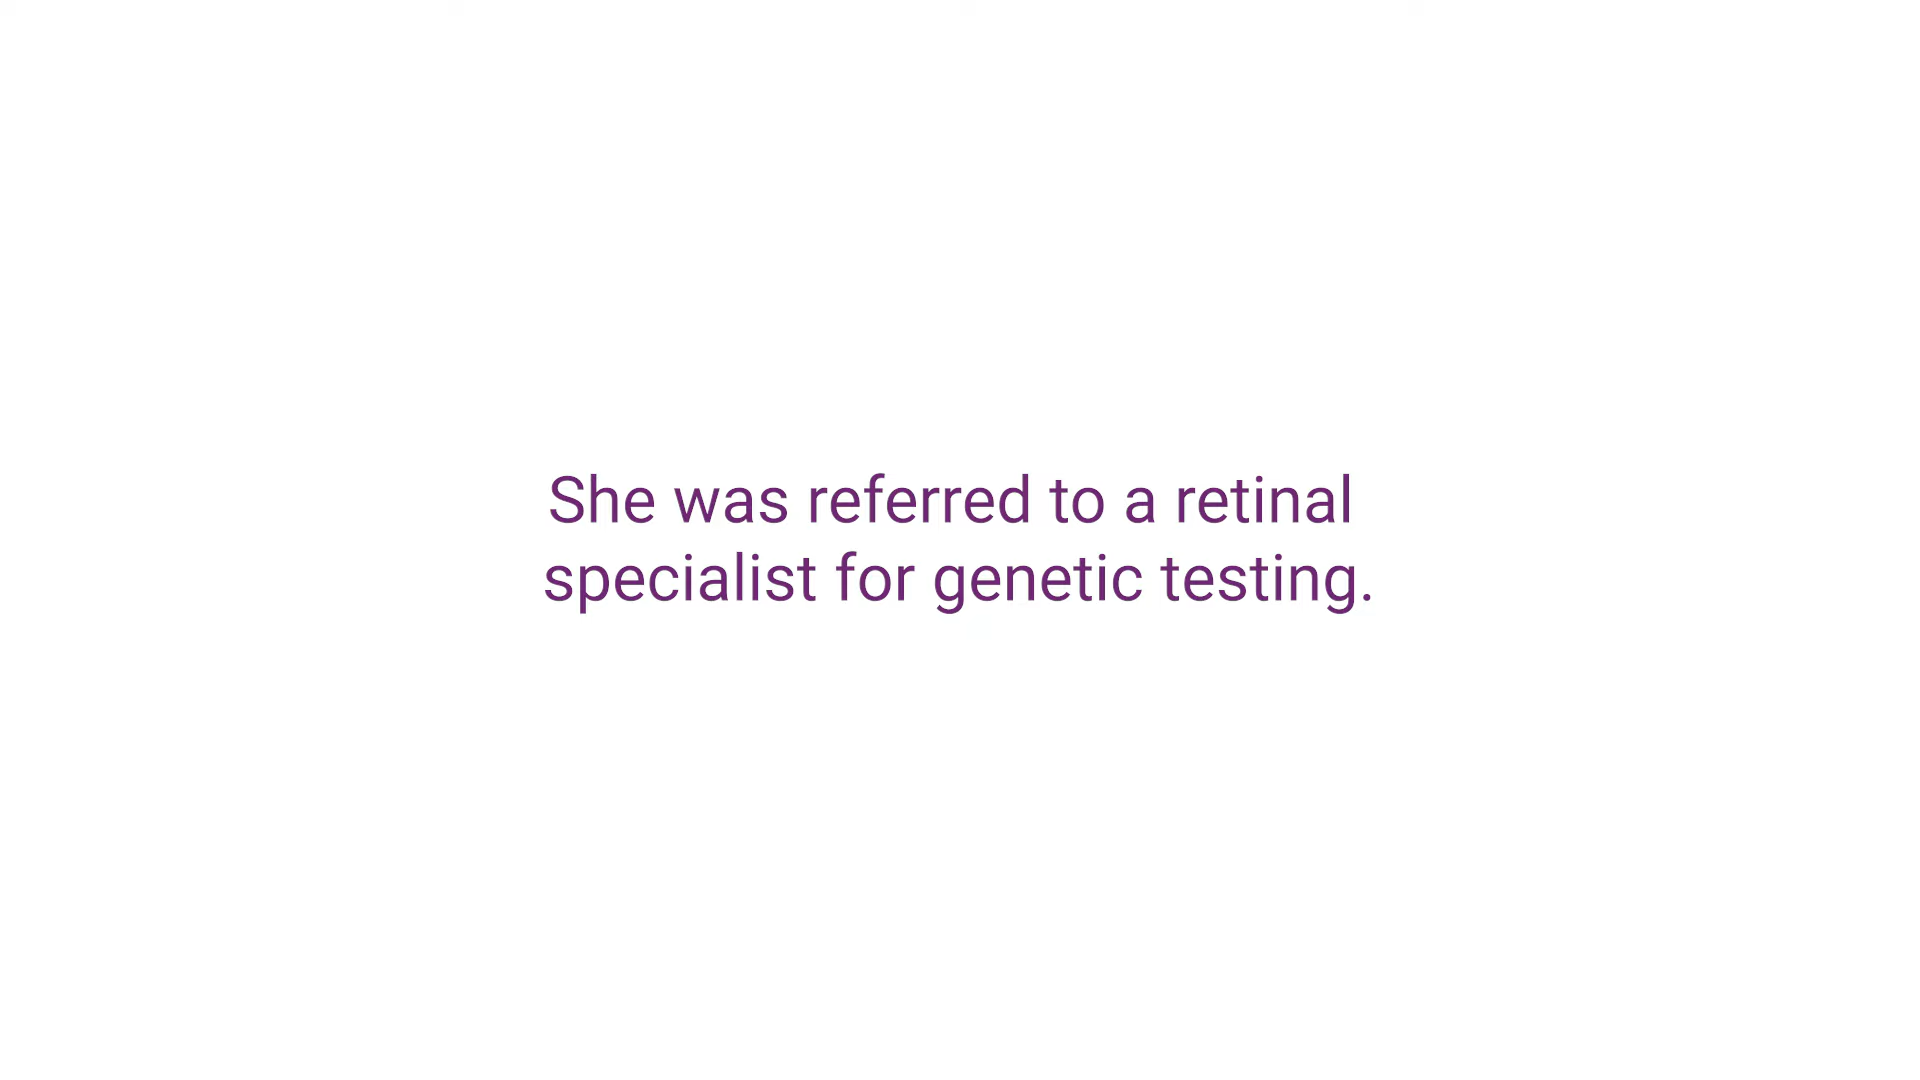 She was referred to a retinal
specialist for genetic testing.